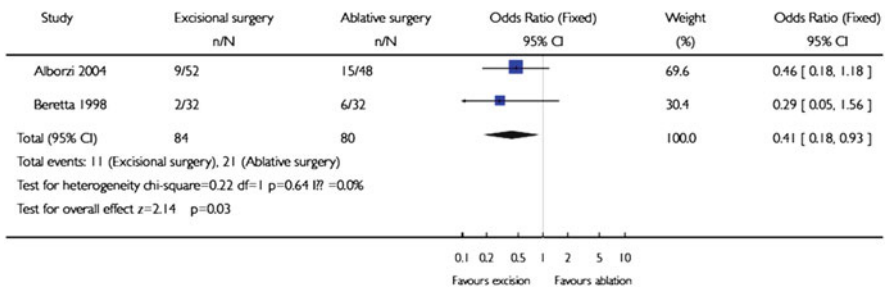 Study Excisional surgery Ablative surgery Odds Ratio (Fixed) Weight Odds Ratio (Fixed)
n/N n/N 95% CI (%) 95% CI
Alborzi 2004 9/52 15/48 69.6 0.46 [ 0.18, 1.18 ]
Beretta 1998 2/32 6/32 30.4 0.29 [ 0.05, 1.56 ]
Total (95% CI) 84 80 100.0 0.41 [ 0.18, 0.93 ]
Total events: 11 (Excisional surgery), 21 (Ablative surgery)
Test for heterogeneity chi-square=0.22 df=1 p=0.64 I?? =0.0%
Test for overall effect z=2.14 p=0.03
0.1 0.2 0.5 1 2 5 10
Favours excision Favours ablation